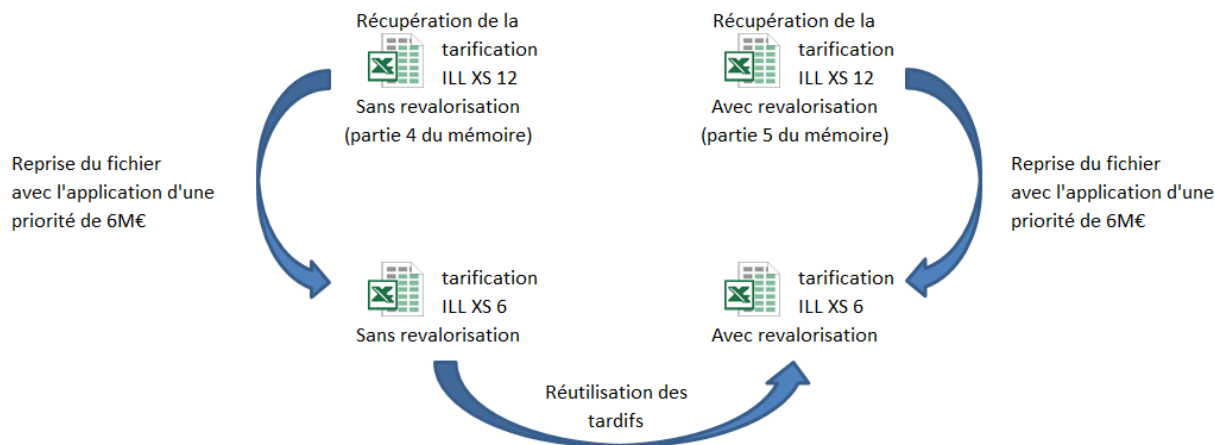 Récupération de la
tarification
ILL XS 12
Sans revalorisation
(partie 4 du mémoire)
Récupération de la
tarification
ILL XS 12
Avec revalorisation
(partie 5 du mémoire)
Reprise du fichier
avec l'application d'une
priorité de 6M€
Reprise du fichier
avec l'application d'une
priorité de 6M€
tarification
ILL XS 6
Sans revalorisation
tarification
ILL XS 6
Avec revalorisation
Réutilisation des
tardifs